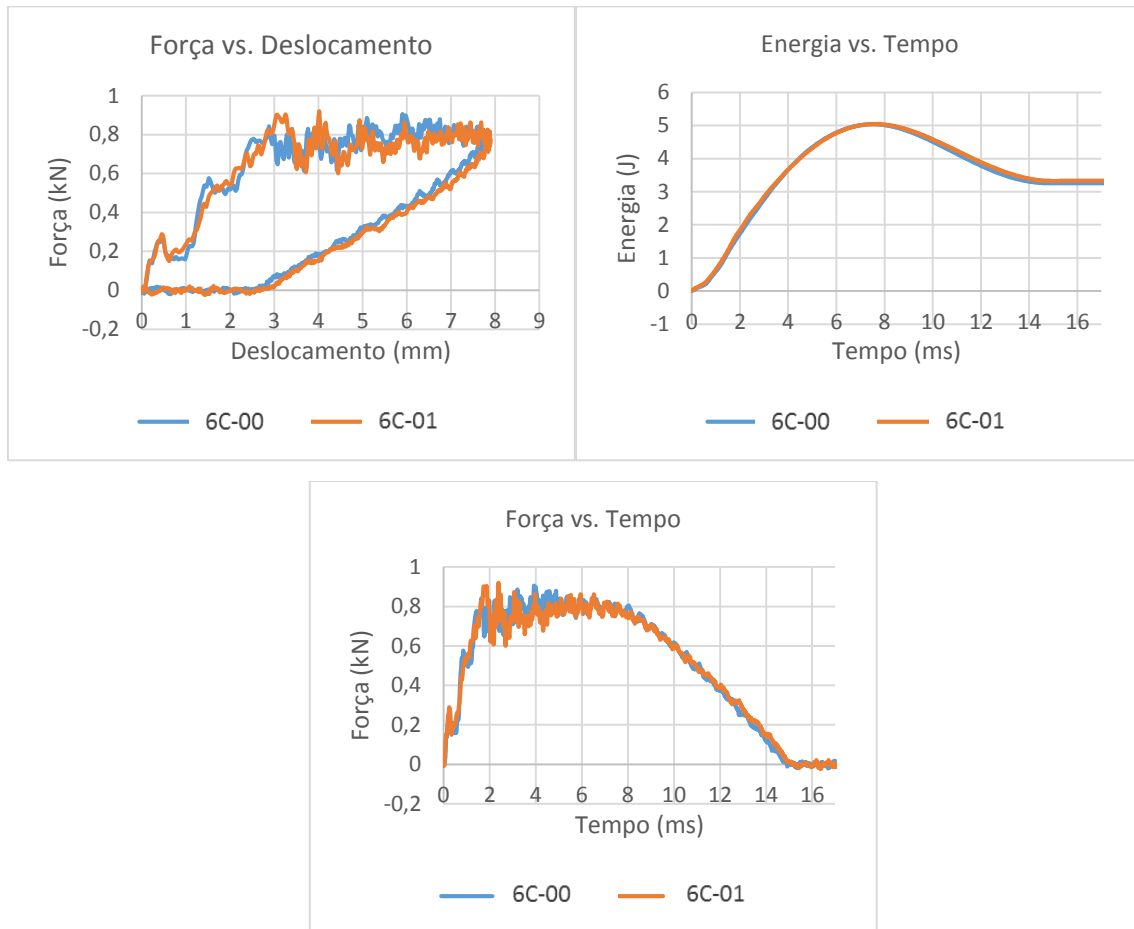 Força vs. Deslocamento
Força (kN)
1
0,8
0,6
0,4
0,2
0
-0,2
0 1 2 3 4 5 6 7 8 9
Deslocamento (mm)
6C-00 6C-01
Energia vs. Tempo
Energia (J)
6
5
4
3
2
1
0
-1
0 2 4 6 8 10 12 14 16
Tempo (ms)
6C-00 6C-01
Força vs. Tempo
Força (kN)
1
0,8
0,6
0,4
0,2
0
-0,2
0 2 4 6 8 10 12 14 16
Tempo (ms)
6C-00 6C-01